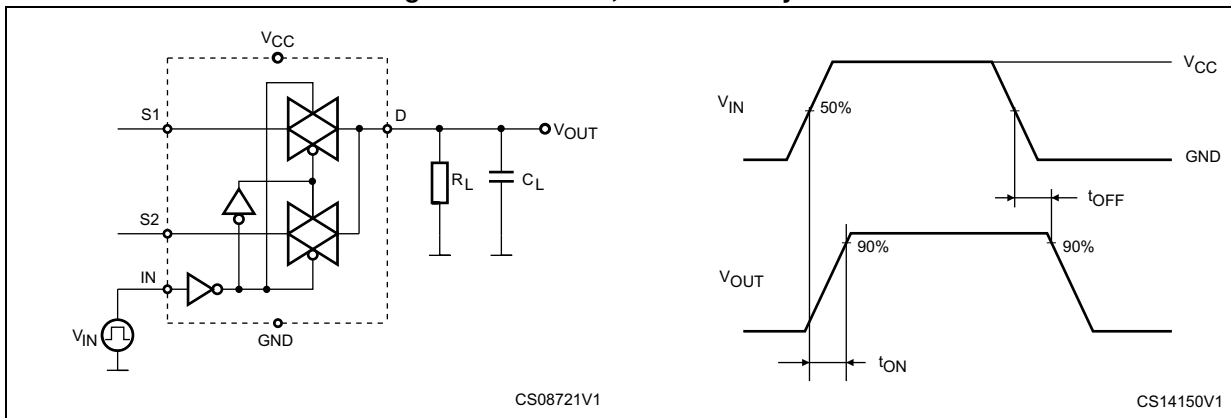 VCC
S1
D
VOUT
RL
CL
S2
IN
VIN
GND
CS08721V1
VCC
VIN
50%
GND
tOFF
90%
90%
VOUT
tON
CS14150V1